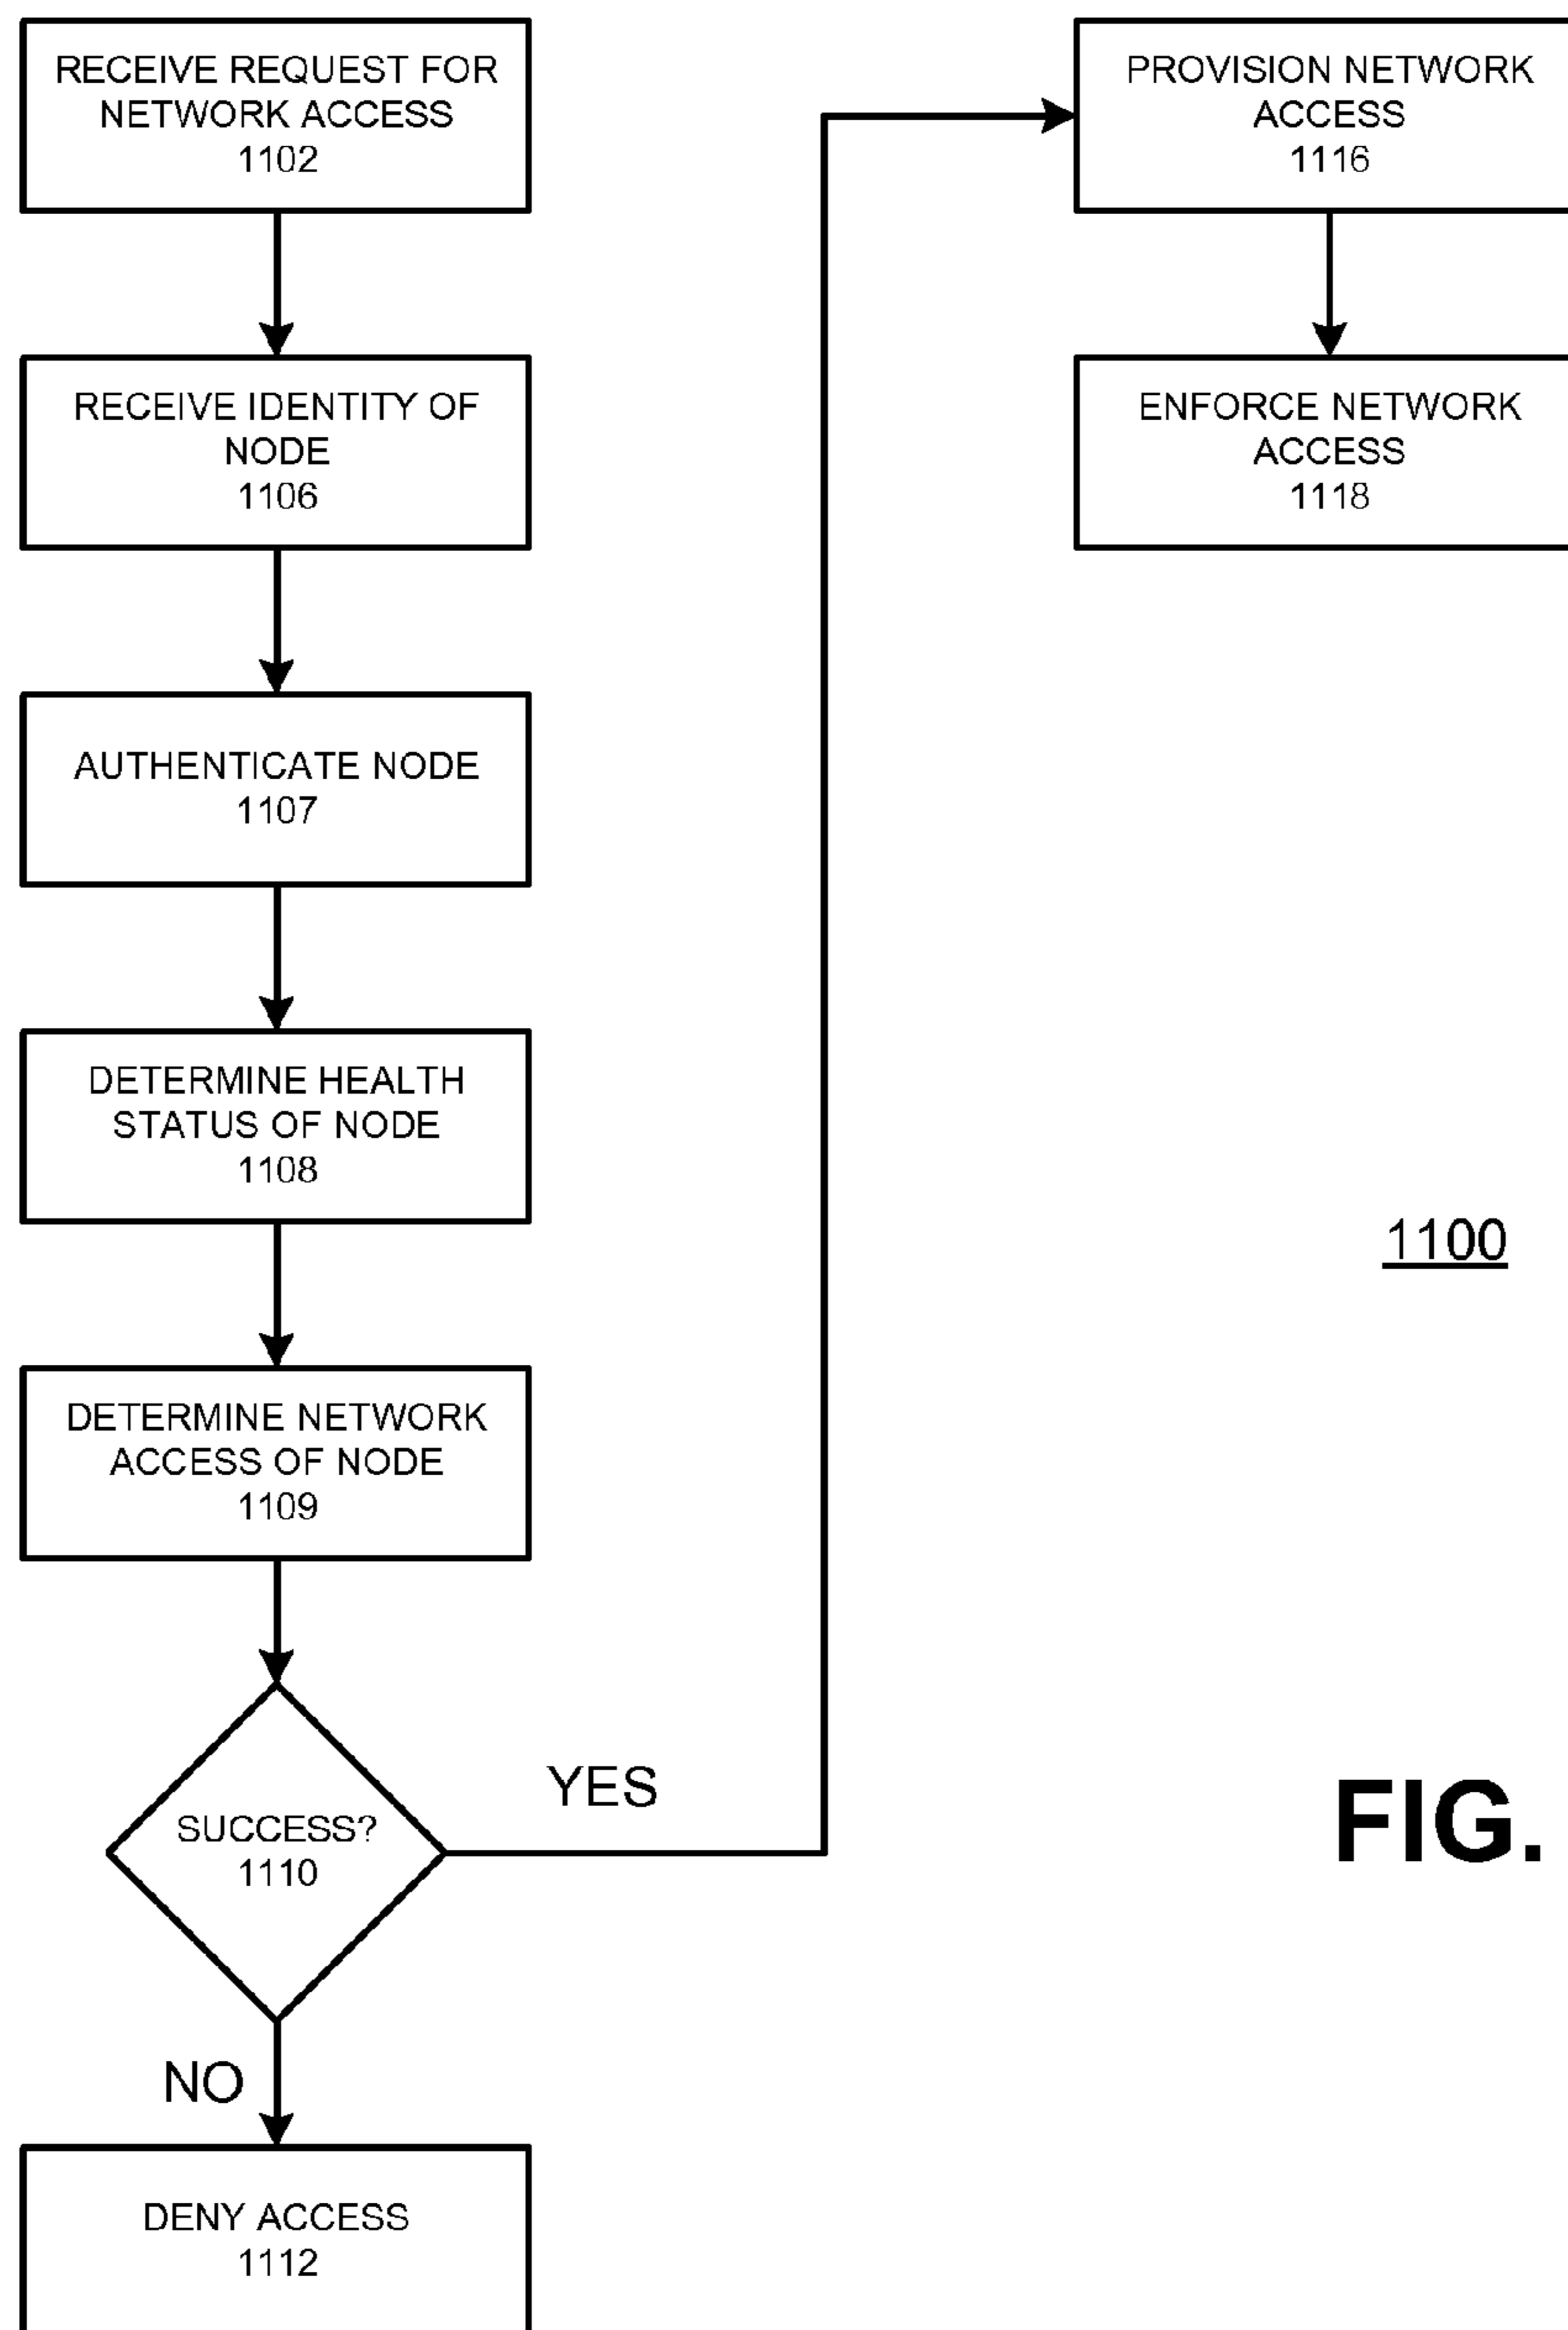 RECEIVE REQUEST FOR
NETWORK ACCESS
1102
RECEIVE IDENTITY OF
NODE
1106
AUTHENTICATE NODE
1107
DETERMINE HEALTH
STATUS OF NODE
1108
DETERMINE NETWORK
ACCESS OF NODE
1109
SUCCESS?
1110
YES
NO
DENY ACCESS
1112
PROVISION NETWORK
ACCESS
1116
ENFORCE NETWORK
ACCESS
1118
1100
FIG.